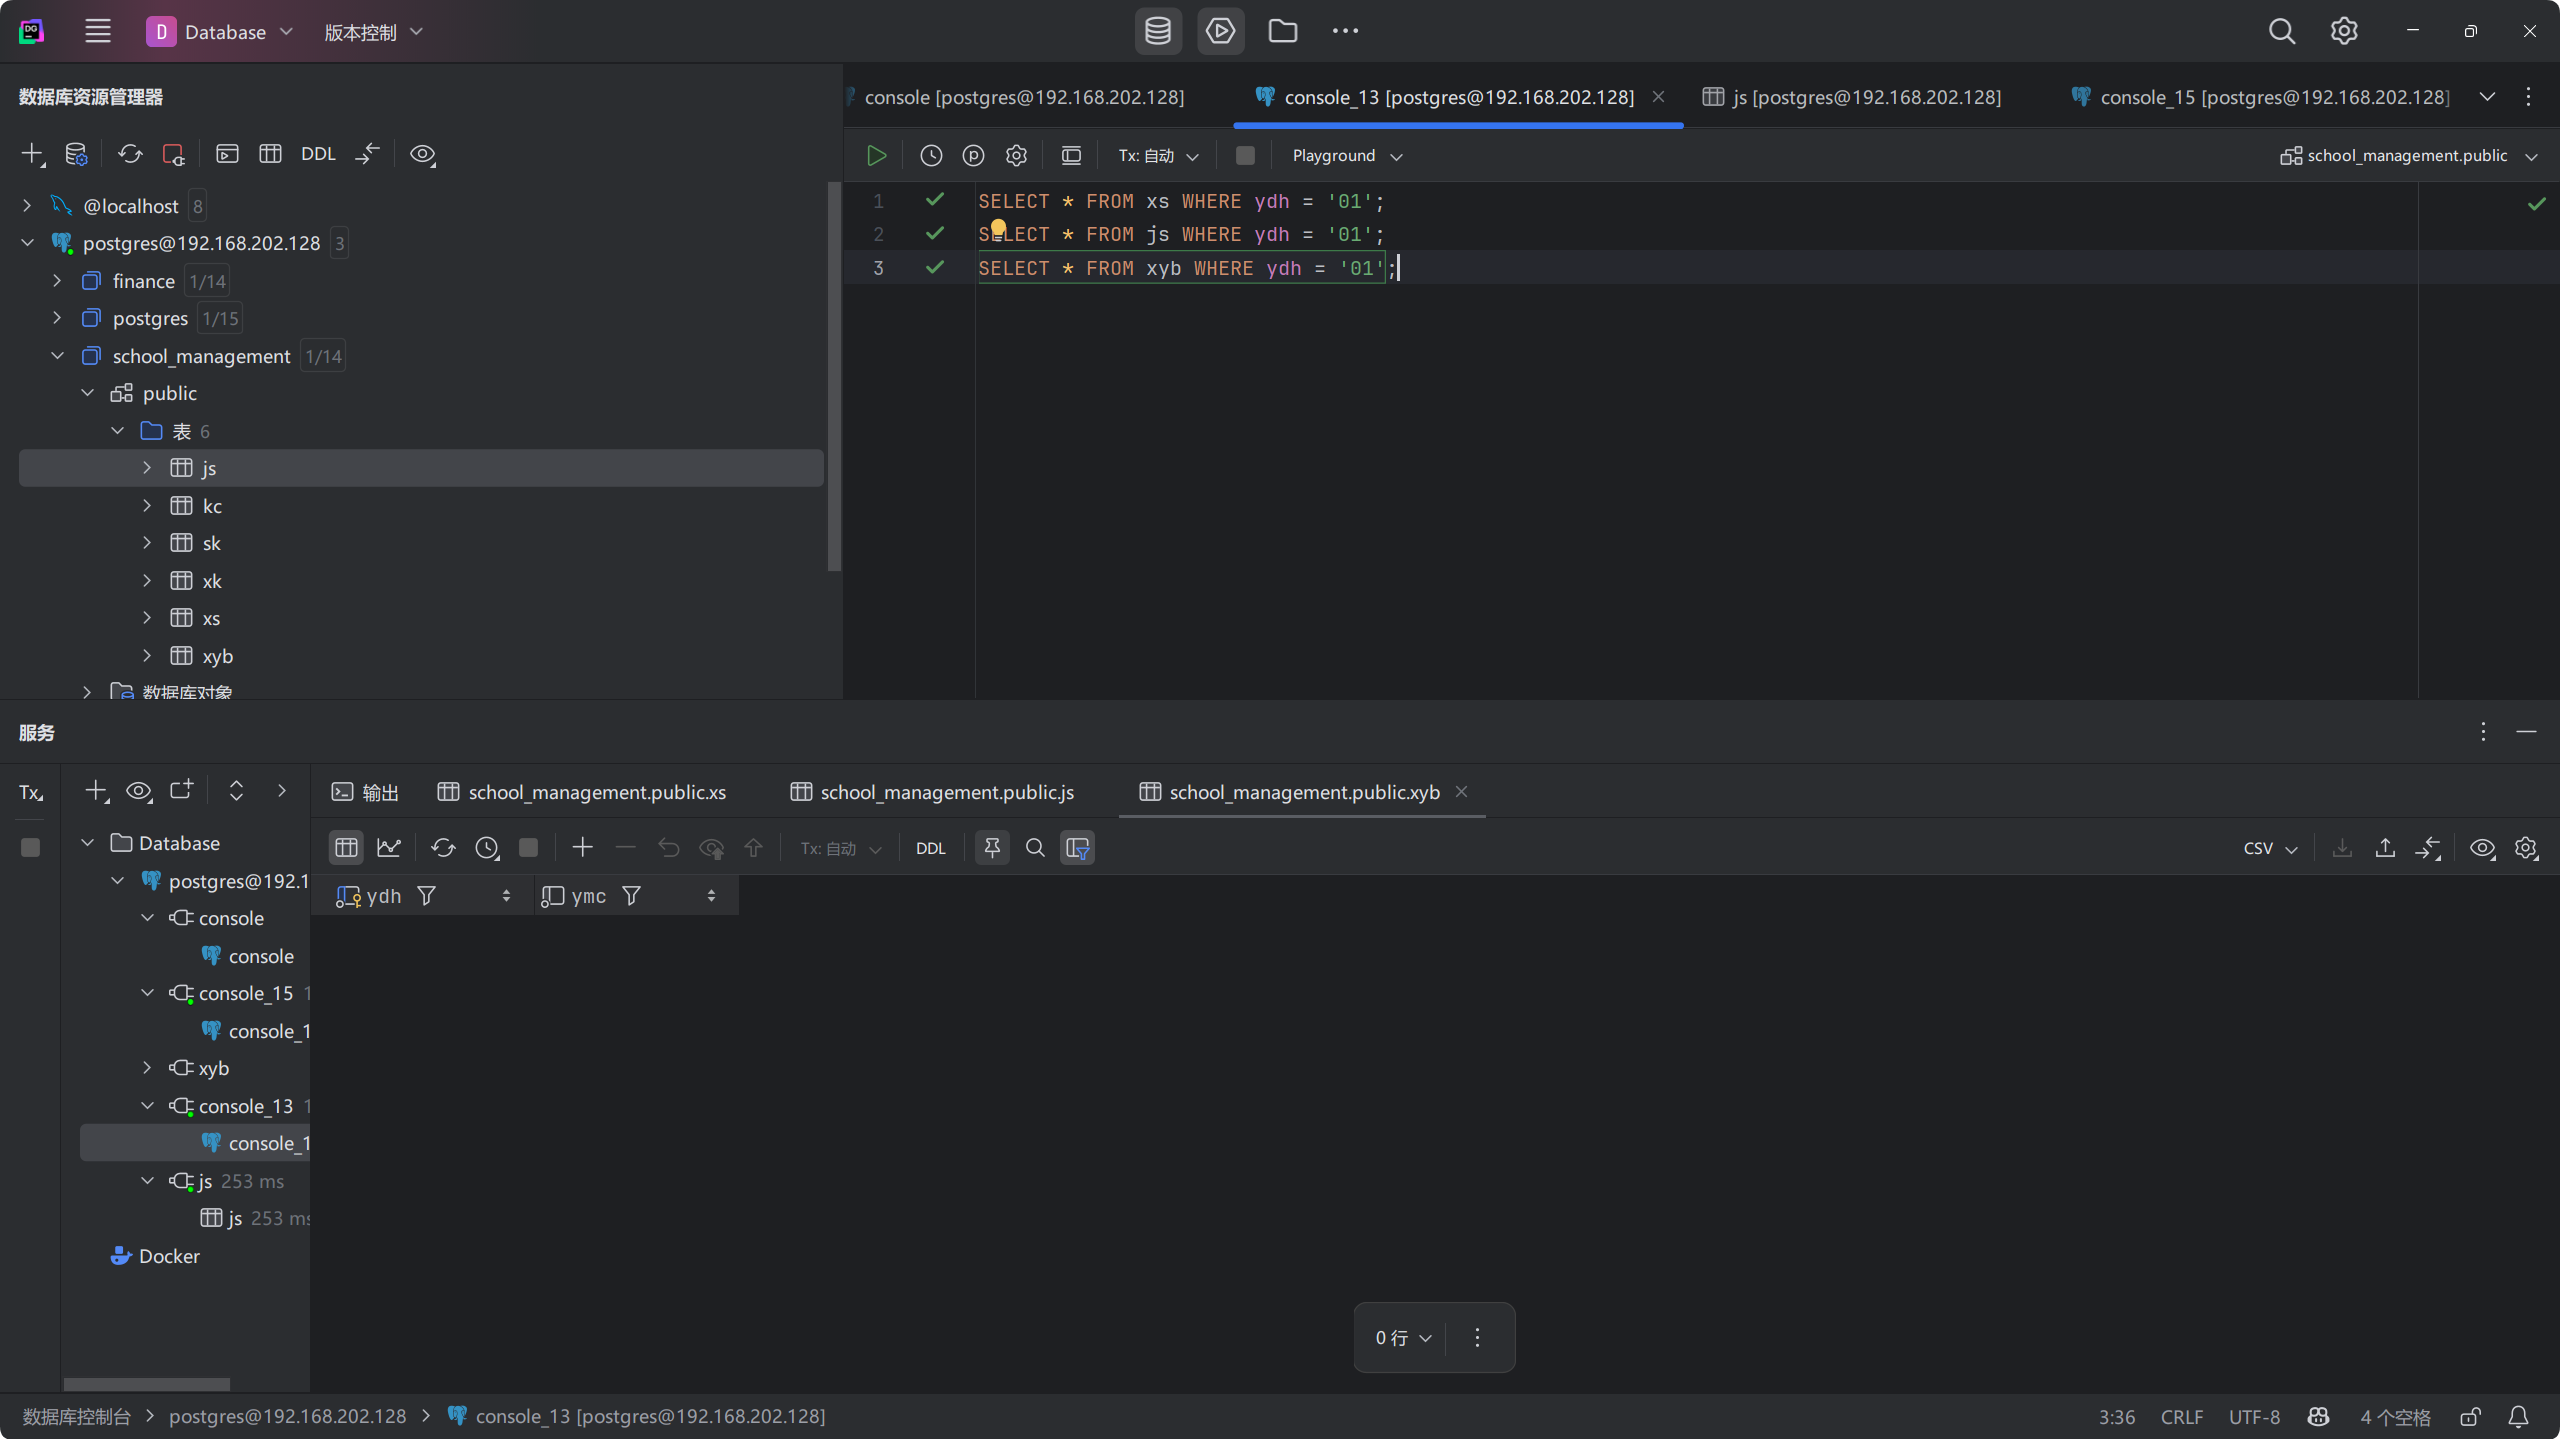 D Database 版本控制
数据库资源管理器
DDL
@localhost 8
postgres@192.168.202.128 3
finance 1/14
postgres 1/15
school_management 1/14
public
表 6
js
kc
sk
xk
xs
xyb
数据库对象
console [postgres@192.168.202.128]
console_13 [postgres@192.168.202.128]
js [postgres@192.168.202.128]
console_15 [postgres@192.168.202.128]
Tx: 自动
Playground
school_management.public
1 SELECT * FROM xs WHERE ydh = '01';
2 SELECT * FROM js WHERE ydh = '01';
3 SELECT * FROM xyb WHERE ydh = '01';
服务
Tx
Database
postgres@192.1
console
console
console_15 1
console_1
xyb
console_13 1
console_1
js 253 ms
js 253 ms
Docker
输出
school_management.public.xs
school_management.public.js
school_management.public.xyb
Tx: 自动
DDL
CSV
ydh
ymc
0 行
数据库控制台 > postgres@192.168.202.128 > console_13 [postgres@192.168.202.128]
3:36 CRLF UTF-8 4 个空格